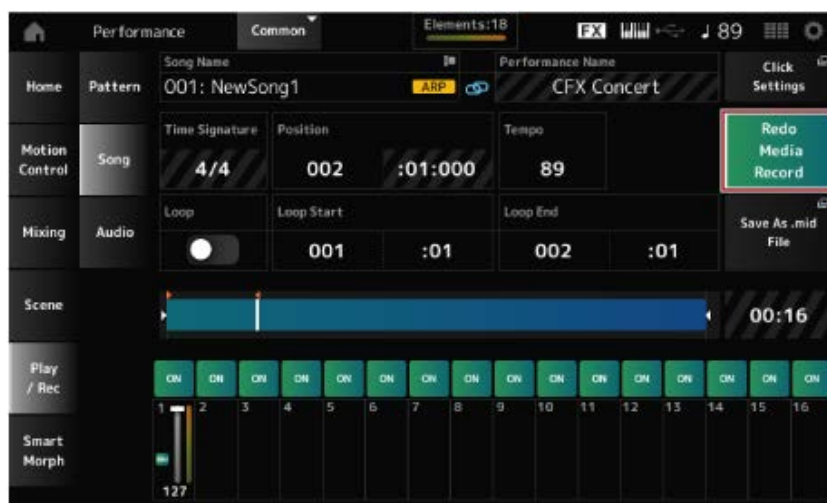 Performance
Common
Elements:18
FX
89
Home
Pattern
Song Name
001: NewSong1
ARP
Performance Name
CFX Concert
Click
Settings
Motion
Control
Song
Time Signature
4/4
Position
002
:01:000
Tempo
89
Redo
Media
Record
Mixing
Audio
Loop
Loop Start
001
:01
Loop End
002
:01
Save As .mid
File
Scene
00:16
Play
/ Rec
ON ON ON ON ON ON ON ON ON ON ON ON ON ON ON ON
1 2 3 4 5 6 7 8 9 10 11 12 13 14 15 16
Smart
Morph
127